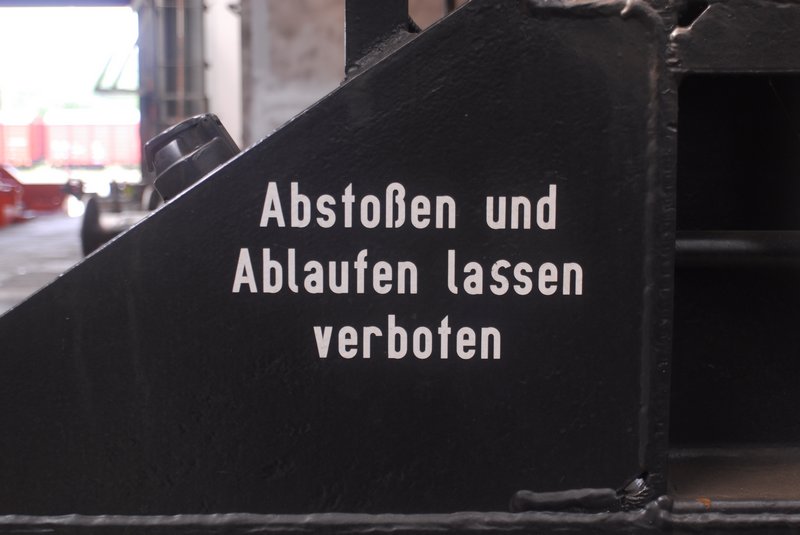 Abstoßen und
Ablaufen lassen
verboten